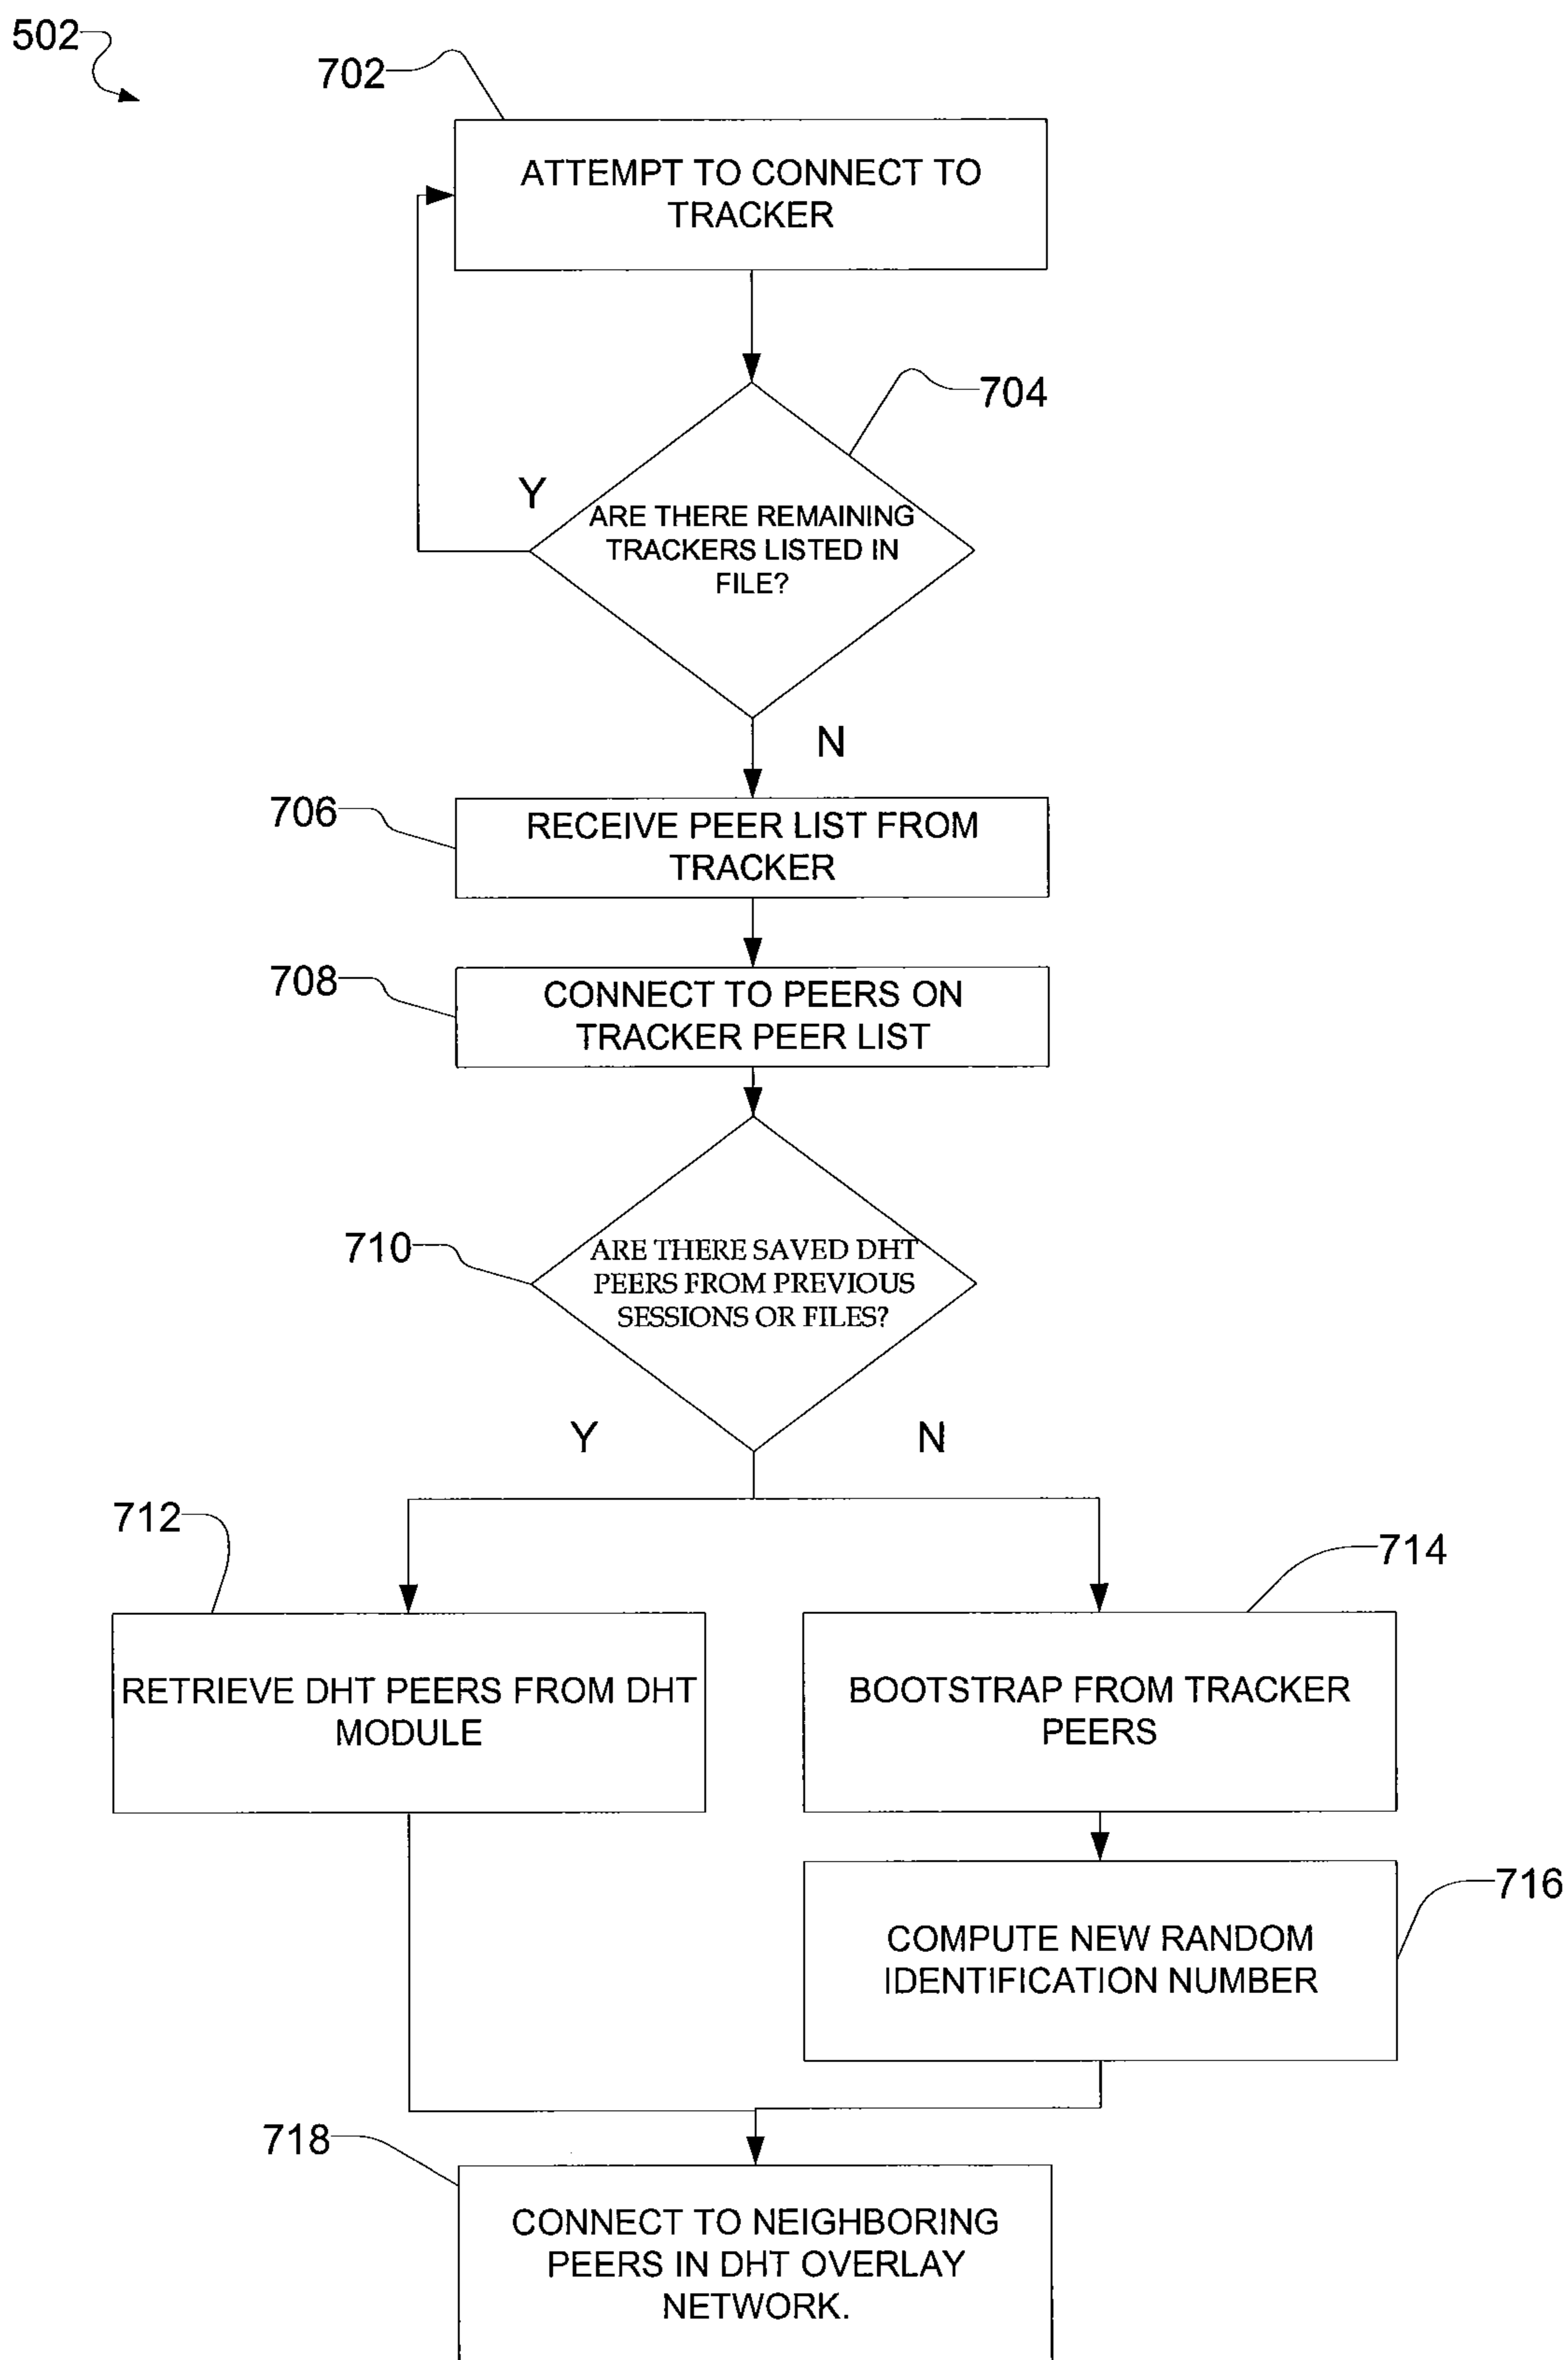 502
702
ATTEMPT TO CONNECT TO
TRACKER
704
Y
ARE THERE REMAINING
TRACKERS LISTED IN
FILE?
N
706
RECEIVE PEER LIST FROM
TRACKER
708
CONNECT TO PEERS ON
TRACKER PEER LIST
710
ARE THERE SAVED DHT
PEERS FROM PREVIOUS
SESSIONS OR FILES?
Y
N
712
714
RETRIEVE DHT PEERS FROM DHT
MODULE
BOOTSTRAP FROM TRACKER
PEERS
716
COMPUTE NEW RANDOM
IDENTIFICATION NUMBER
718
CONNECT TO NEIGHBORING
PEERS IN DHT OVERLAY
NETWORK.